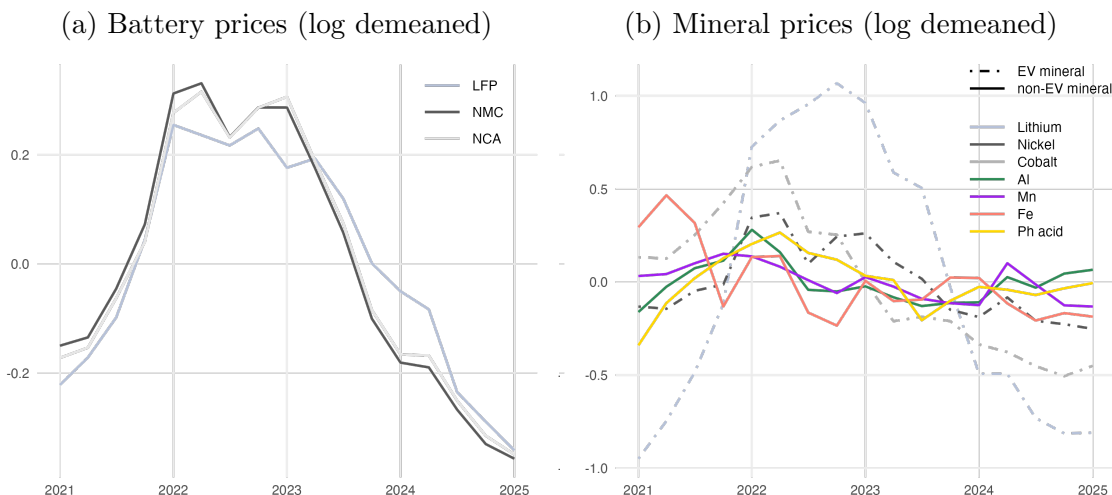 (a) Battery prices (log demeaned)
LFP
NMC
NCA
0.2
0.0
-0.2
2021 2022 2023 2024 2025
(b) Mineral prices (log demeaned)
EV mineral
non-EV mineral
Lithium
Nickel
Cobalt
Al
Mn
Fe
Ph acid
1.0
0.5
0.0
-0.5
-1.0
2021 2022 2023 2024 2025